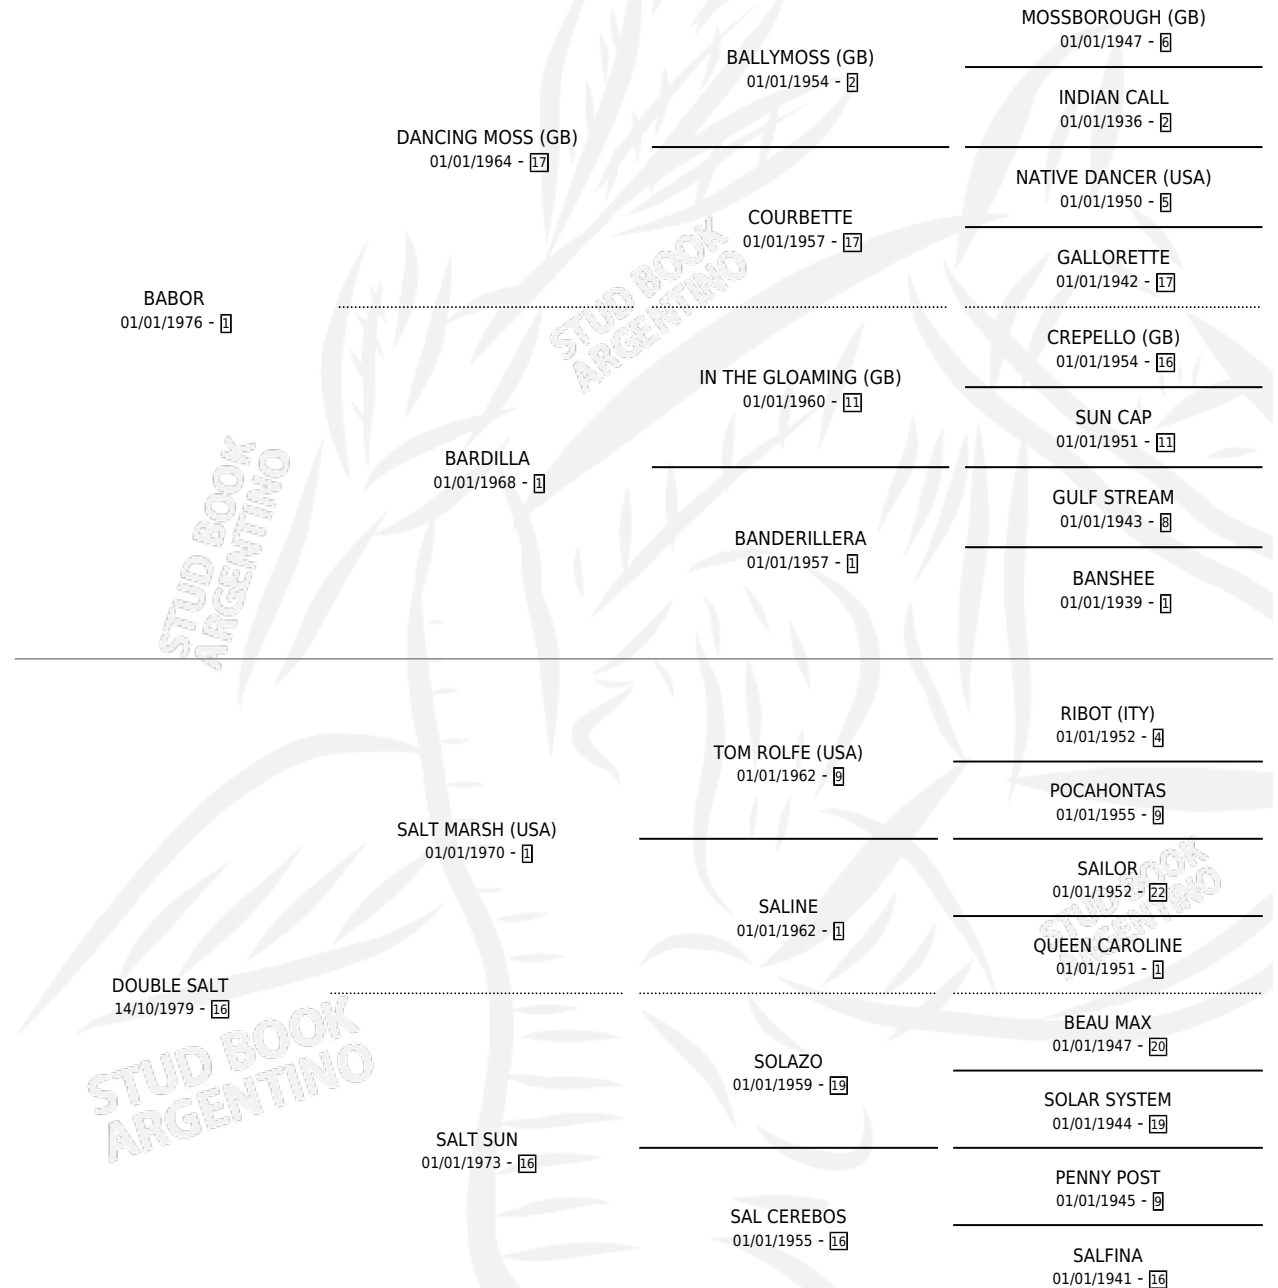 BABOR
01/01/1976 - 1
DANCING MOSS (GB)
01/01/1964 - 17
BARDILLA
01/01/1968 - 1
BALLYMOSS (GB)
01/01/1954 - 2
COURBETTE
01/01/1957 - 17
IN THE GLOAMING (GB)
01/01/1960 - 11
BANDERILLERA
01/01/1957 - 1
MOSSBOROUGH (GB)
01/01/1947 - 6
INDIAN CALL
01/01/1936 - 2
NATIVE DANCER (USA)
01/01/1950 - 5
GALLORETTE
01/01/1942 - 17
CREPELLO (GB)
01/01/1954 - 16
SUN CAP
01/01/1951 - 11
GULF STREAM
01/01/1943 - 8
BANSHEE
01/01/1939 - 1
DOUBLE SALT
14/10/1979 - 16
SALT MARSH (USA)
01/01/1970 - 1
SALT SUN
01/01/1973 - 16
TOM ROLFE (USA)
01/01/1962 - 9
SALINE
01/01/1962 - 1
SOLAZO
01/01/1959 - 19
SAL CEREBOS
01/01/1955 - 16
RIBOT (ITY)
01/01/1952 - 4
POCAHONTAS
01/01/1955 - 9
SAILOR
01/01/1952 - 22
QUEEN CAROLINE
01/01/1951 - 1
BEAU MAX
01/01/1947 - 20
SOLAR SYSTEM
01/01/1944 - 19
PENNY POST
01/01/1945 - 9
SALFINA
01/01/1941 - 16
STUD BOOK
ARGENTINO
STUD BOOK
ARGENTINO
STUD BOOK
ARGENTINO
STUD BOOK
ARGENTINO